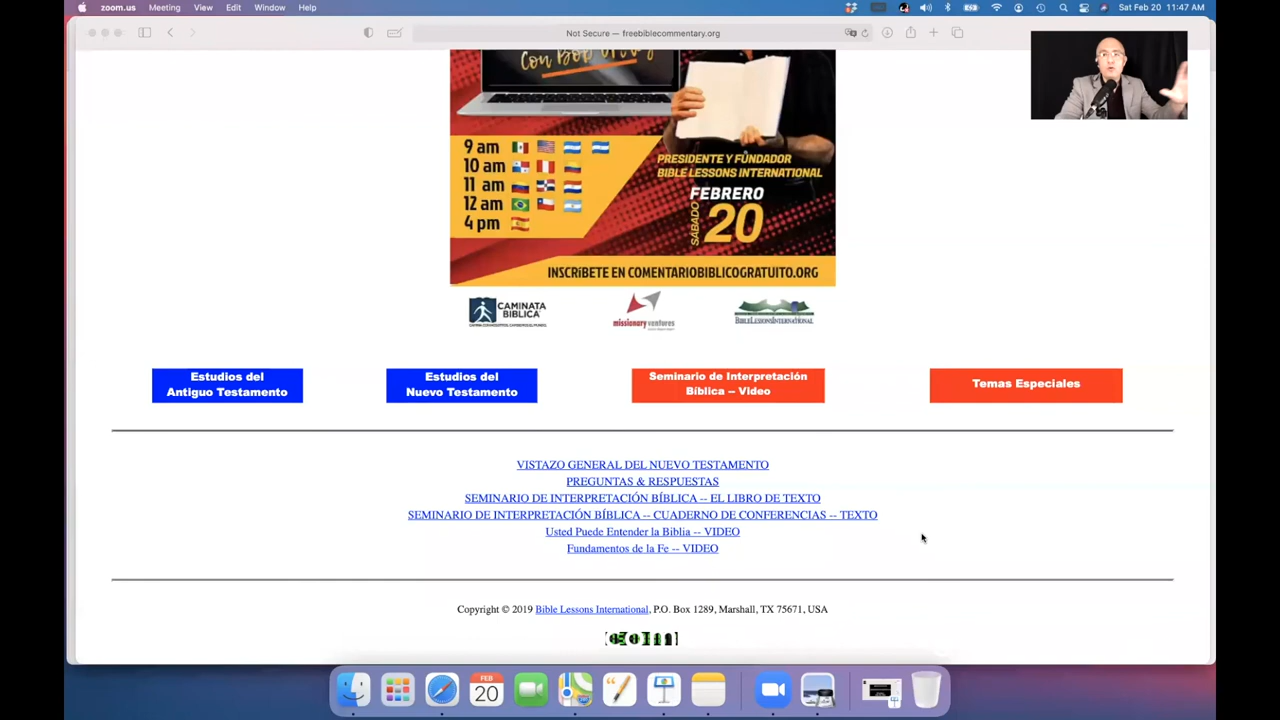 zoom.us Meeting View Edit Window Help Sat Feb 20 11:47 AM
Not Secure — freebiblecommentary.org
9 am
10 am
11 am
12 am
4 pm
PRESIDENTE Y FUNDADOR
BIBLE LESSONS INTERNATIONAL
FEBRERO
SÁBADO 20
INSCRÍBETE EN COMENTARIOBIBLICOGRATUITO.ORG
CAMINATA
BIBLICA
missionary ventures
BIBLELESSONSINTERNATIONAL
Estudios del
Antiguo Testamento
Estudios del
Nuevo Testamento
Seminario de Interpretación
Bíblica – Video
Temas Especiales
VISTAZO GENERAL DEL NUEVO TESTAMENTO
PREGUNTAS & RESPUESTAS
SEMINARIO DE INTERPRETACIÓN BÍBLICA -- EL LIBRO DE TEXTO
SEMINARIO DE INTERPRETACIÓN BÍBLICA -- CUADERNO DE CONFERENCIAS -- TEXTO
Usted Puede Entender la Biblia -- VIDEO
Fundamentos de la Fe -- VIDEO
Copyright © 2019 Bible Lessons International, P.O. Box 1289, Marshall, TX 75671, USA
FEB
20